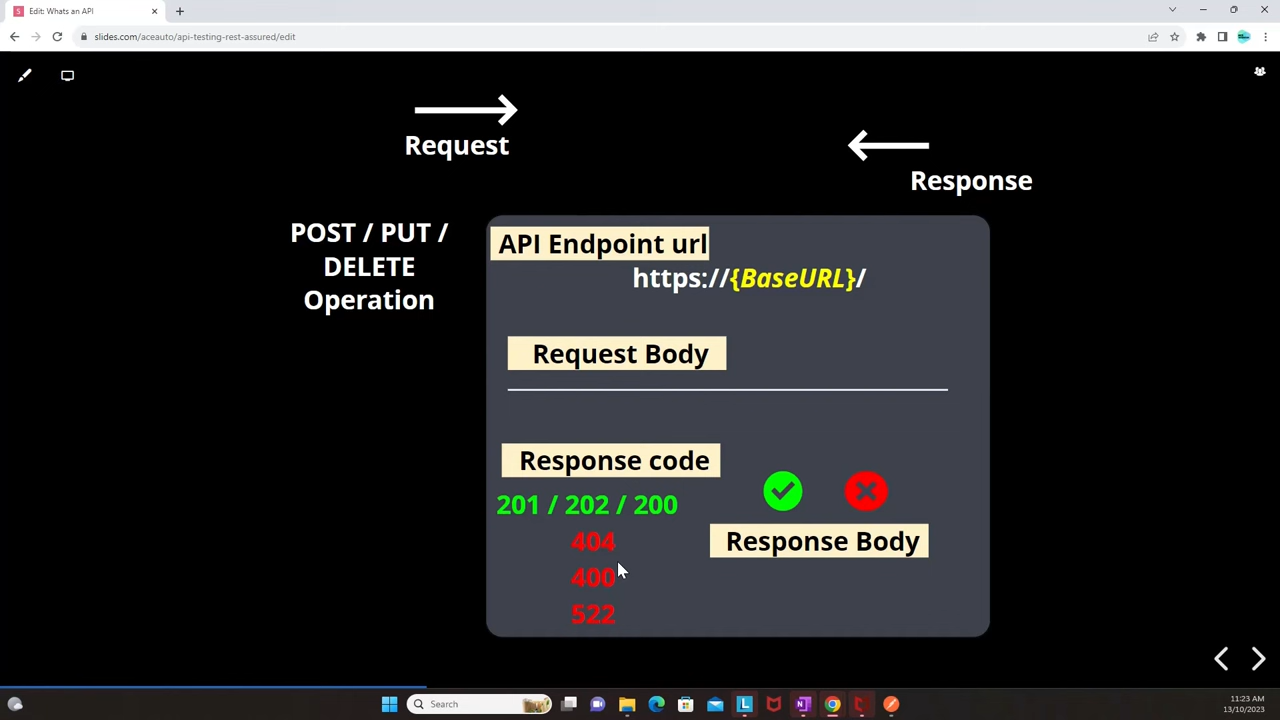 Edit: Whats an API
slides.com/aceauto/api-testing-rest-assured/edit
Request
Response
POST / PUT /
DELETE
Operation
API Endpoint url
https://{BaseURL}/
Request Body
Response code
201 / 202 / 200
404
400
522
Response Body
Search
11:23 AM
13/10/2023